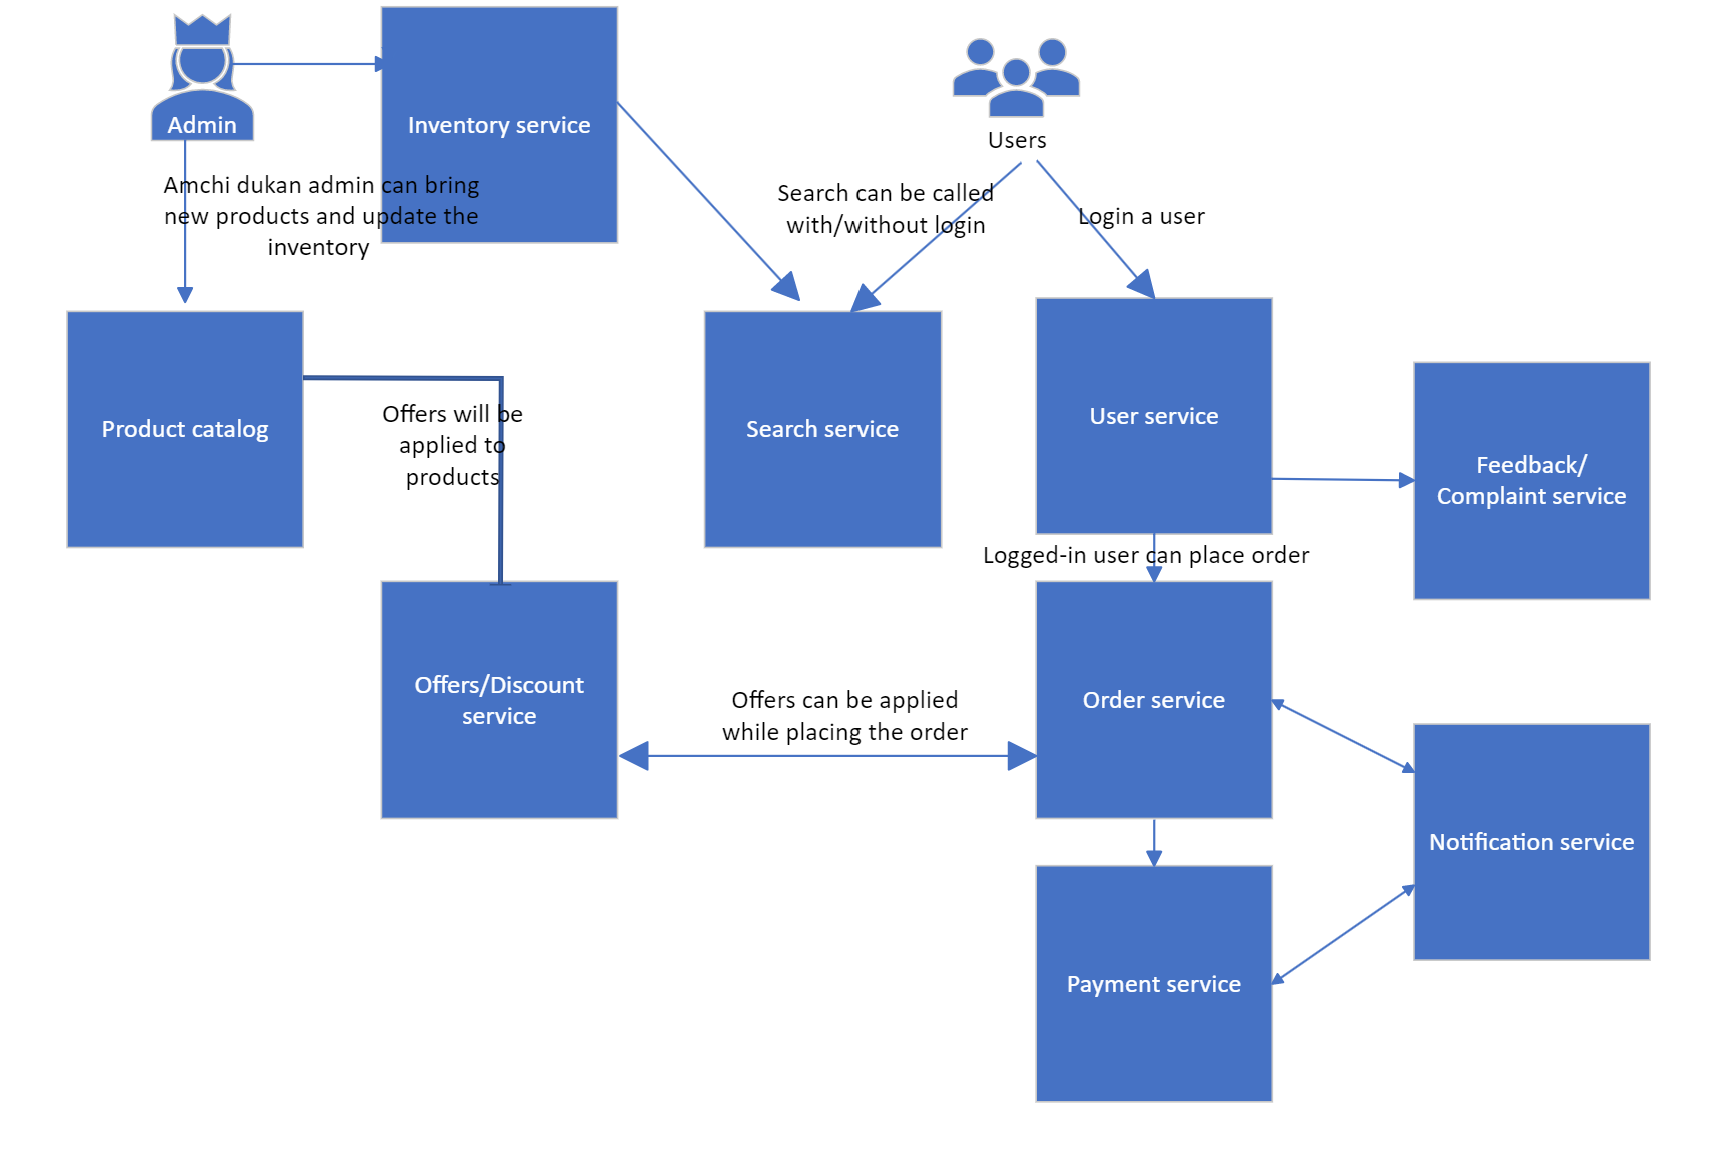 Admin
Inventory service
Users
Amchi dukan admin can bring
new products and update the
inventory
Search can be called
with/without login
Login a user
Product catalog
Offers will be
applied to
products
Search service
User service
Feedback/
Complaint service
Logged-in user can place order
Offers/Discount
service
Offers can be applied
while placing the order
Order service
Notification service
Payment service